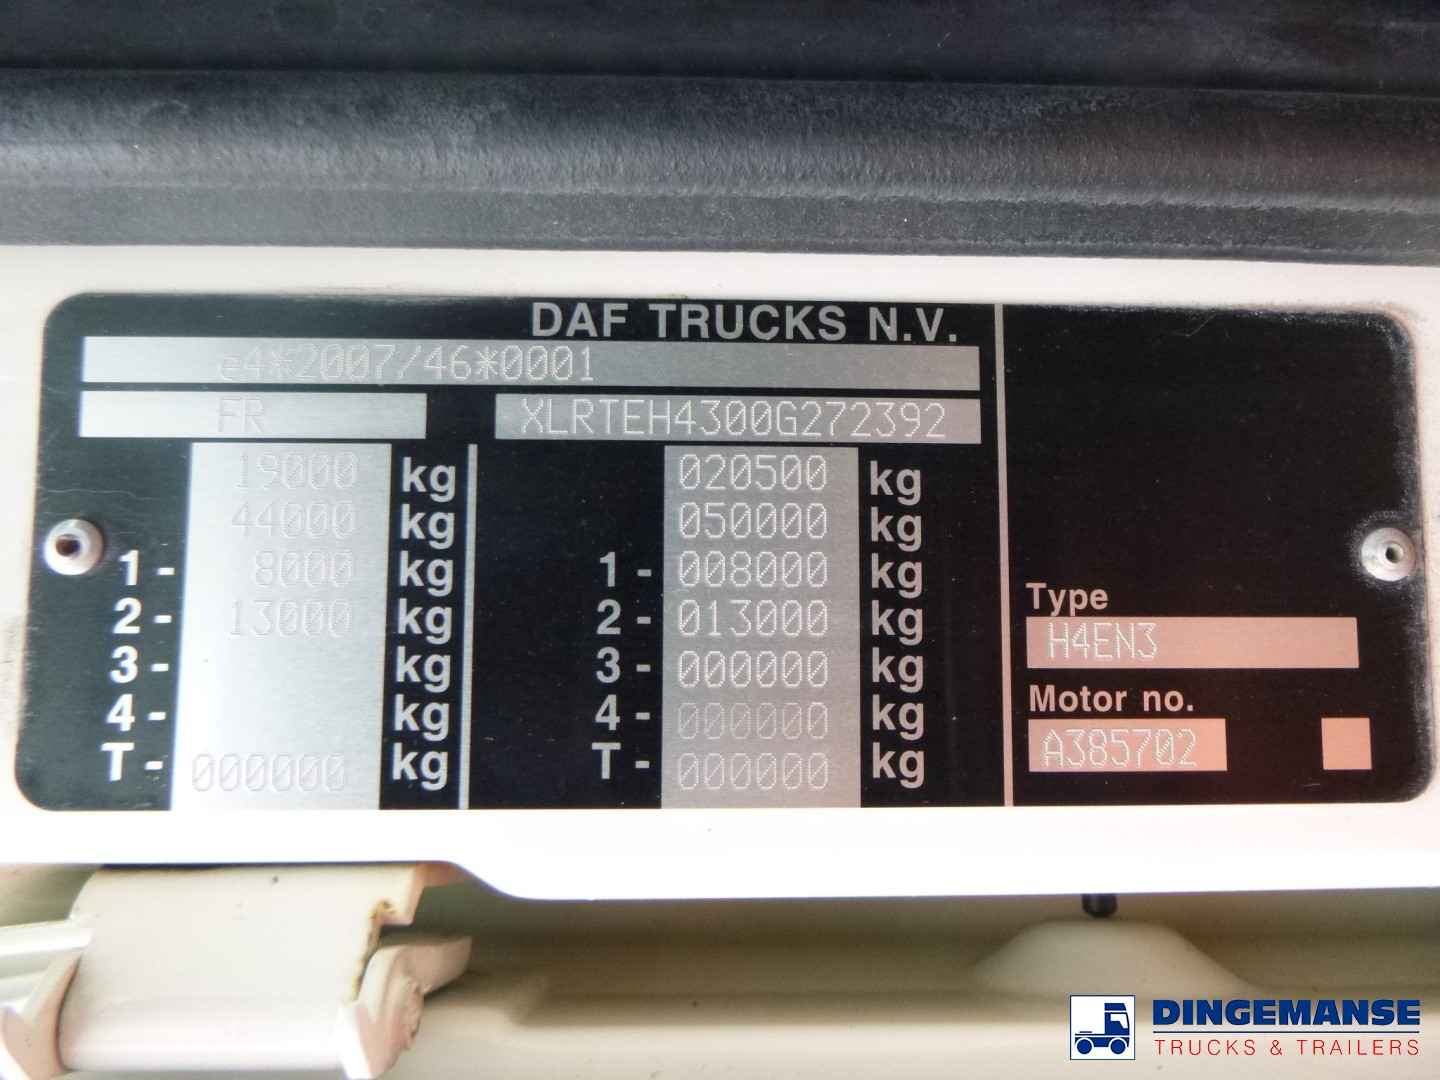 DAF TRUCKS N.V.
e4*2007/46*0001
FR XLRTEH4300G272392
19000 kg 020500 kg
44000 kg 050000 kg
1- 8000 kg 1- 008000 kg
2- 13000 kg 2- 013000 kg
3- kg 3- 000000 kg
4- kg 4- 000000 kg
T- 000000 kg T- 000000 kg
Type
H4EN3
Motor no.
A385702
DINGEMANSE
TRUCKS & TRAILERS